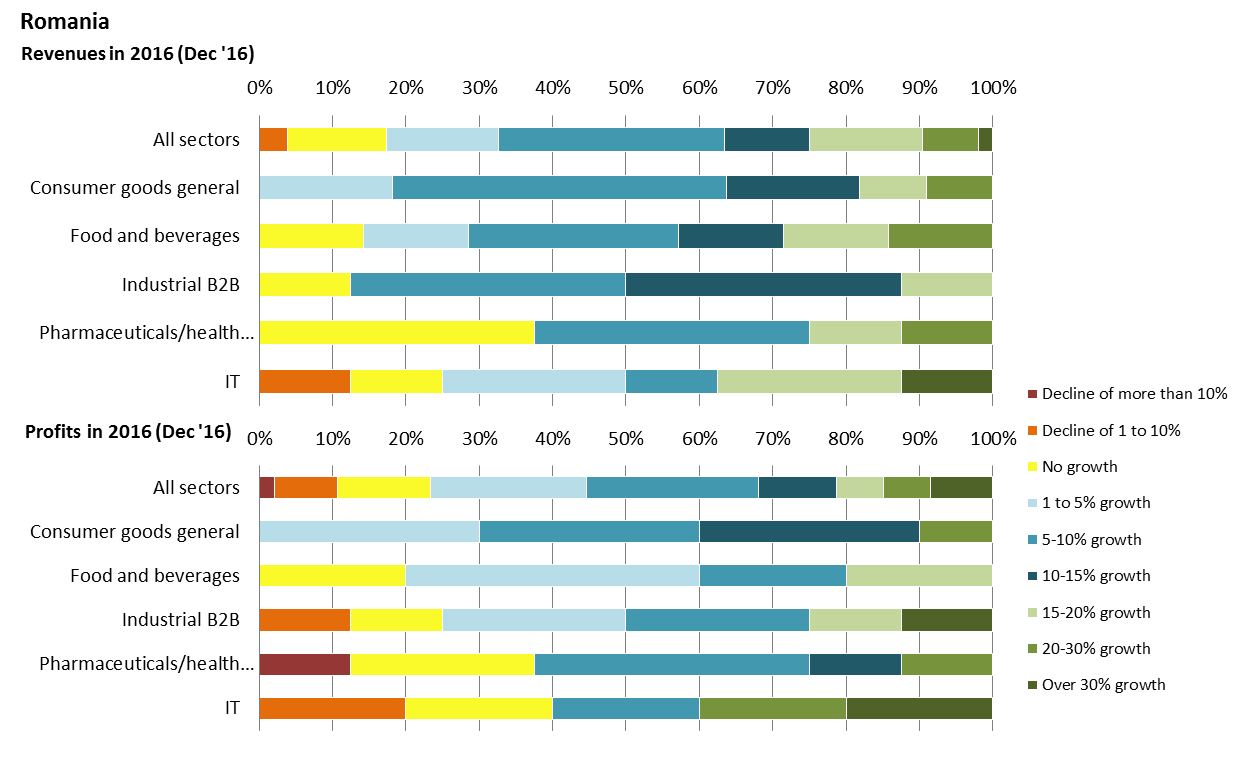 Romania
Revenues in 2016 (Dec '16)
0% 10% 20% 30% 40% 50% 60% 70% 80% 90% 100%
All sectors
Consumer goods general
Food and beverages
Industrial B2B
Pharmaceuticals/health...
IT
Profits in 2016 (Dec '16)
0% 10% 20% 30% 40% 50% 60% 70% 80% 90% 100%
All sectors
Consumer goods general
Food and beverages
Industrial B2B
Pharmaceuticals/health...
IT
Decline of more than 10%
Decline of 1 to 10%
No growth
1 to 5% growth
5-10% growth
10-15% growth
15-20% growth
20-30% growth
Over 30% growth